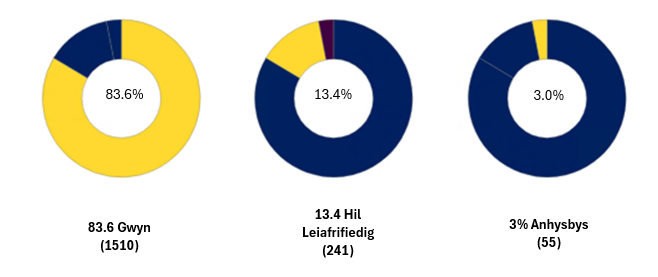 83.6%
13.4%
3.0%
83.6 Gwyn
(1510)
13.4 Hil
Leiafrifiedig
(241)
3% Anhysbys
(55)